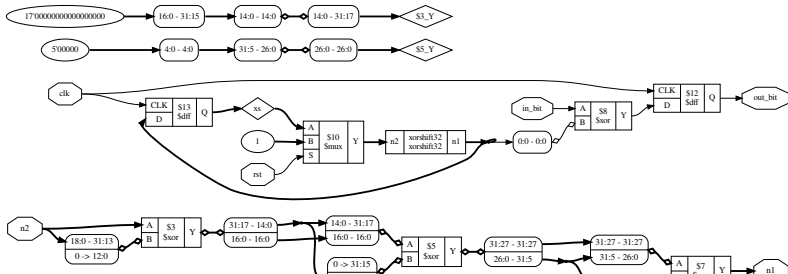 17'00000000000000000 16:0 - 31:15 14:0 - 14:0 14:0 - 31:17 $3_Y
5'00000 4:0 - 4:0 31:5 - 26:0 26:0 - 26:0 $5_Y
clk CLK D $13 $dff Q xs
1 rst A B S $10 $mux Y
n2 xorshift32 xorshift32 n1
0:0 - 0:0
in_bit A B $8 $xor Y
CLK D $12 $dff Q out_bit
n2 18:0 - 31:13 0 -> 12:0
A B $3 $xor Y
31:17 - 14:0 16:0 - 16:0
14:0 - 31:17 16:0 - 16:0
0 -> 31:15
A B $5 $xor Y
31:27 - 31:27 26:0 - 31:5
31:27 - 31:27 31:5 - 26:0
A $7 Y n1